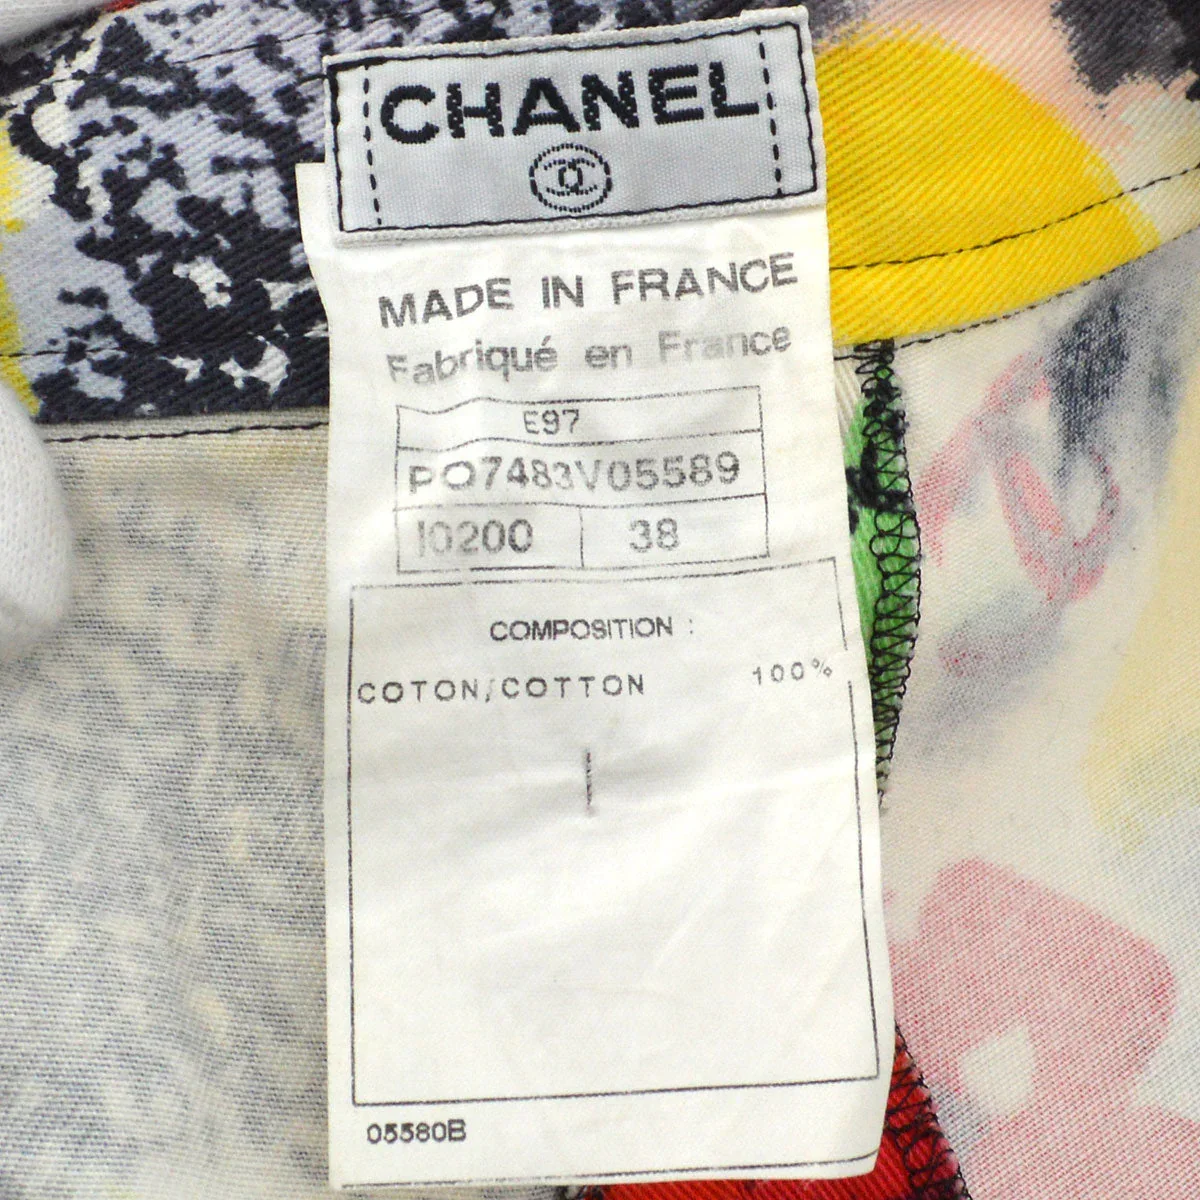 CHANEL
MADE IN FRANCE
Fabriqué en France
E97
PO7483V05589
I0200 38
COMPOSITION :
COTON/COTTON 100%
05580B